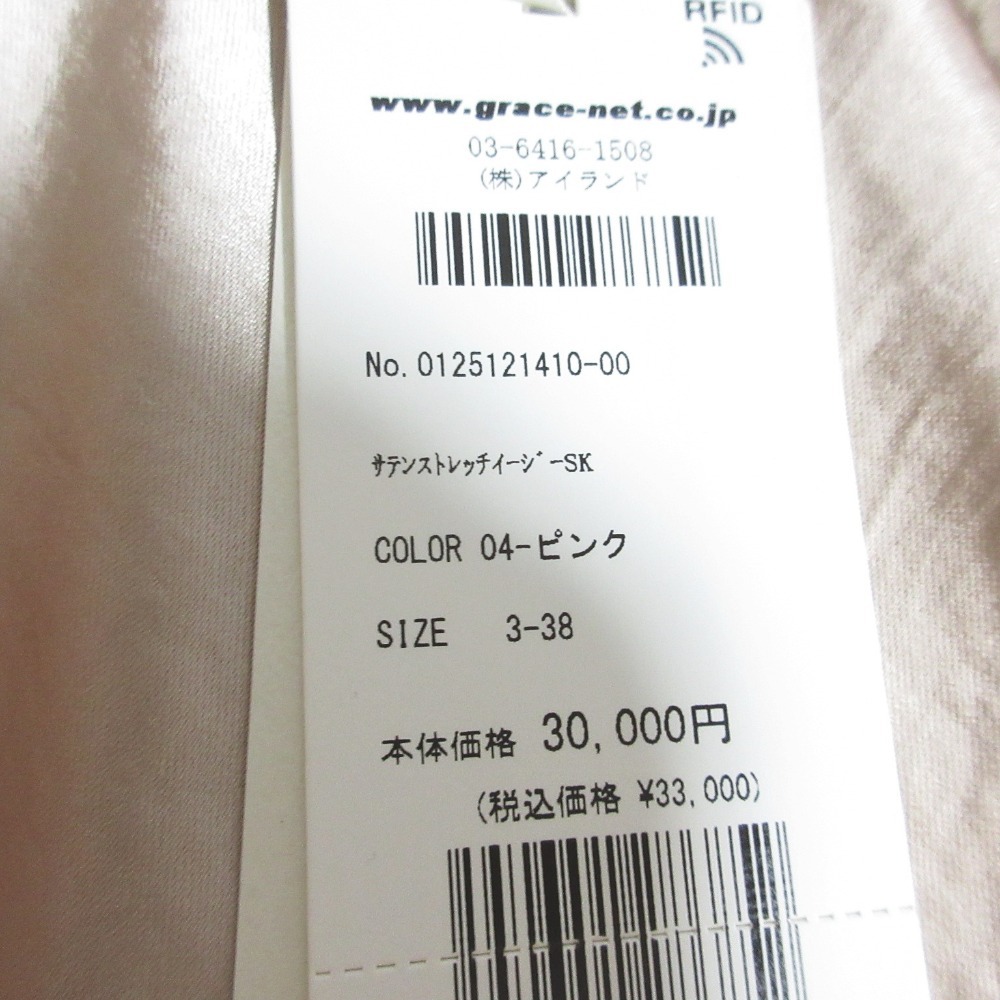 RFID
www.grace-net.co.jp
03-6416-1508
(株)アイランド
No. 0125121410-00
ｻﾃﾝｽﾄﾚｯﾁｲｰｼﾞｰSK
COLOR 04-ピンク
SIZE 3-38
本体価格 30,000円
(税込価格 ¥33,000)